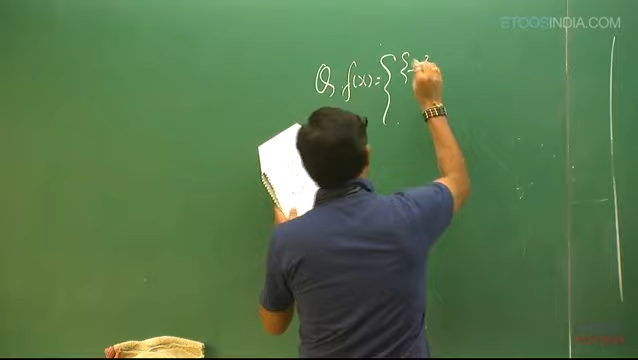 ETOOSINDIA.COM
Q, f(x) = { {